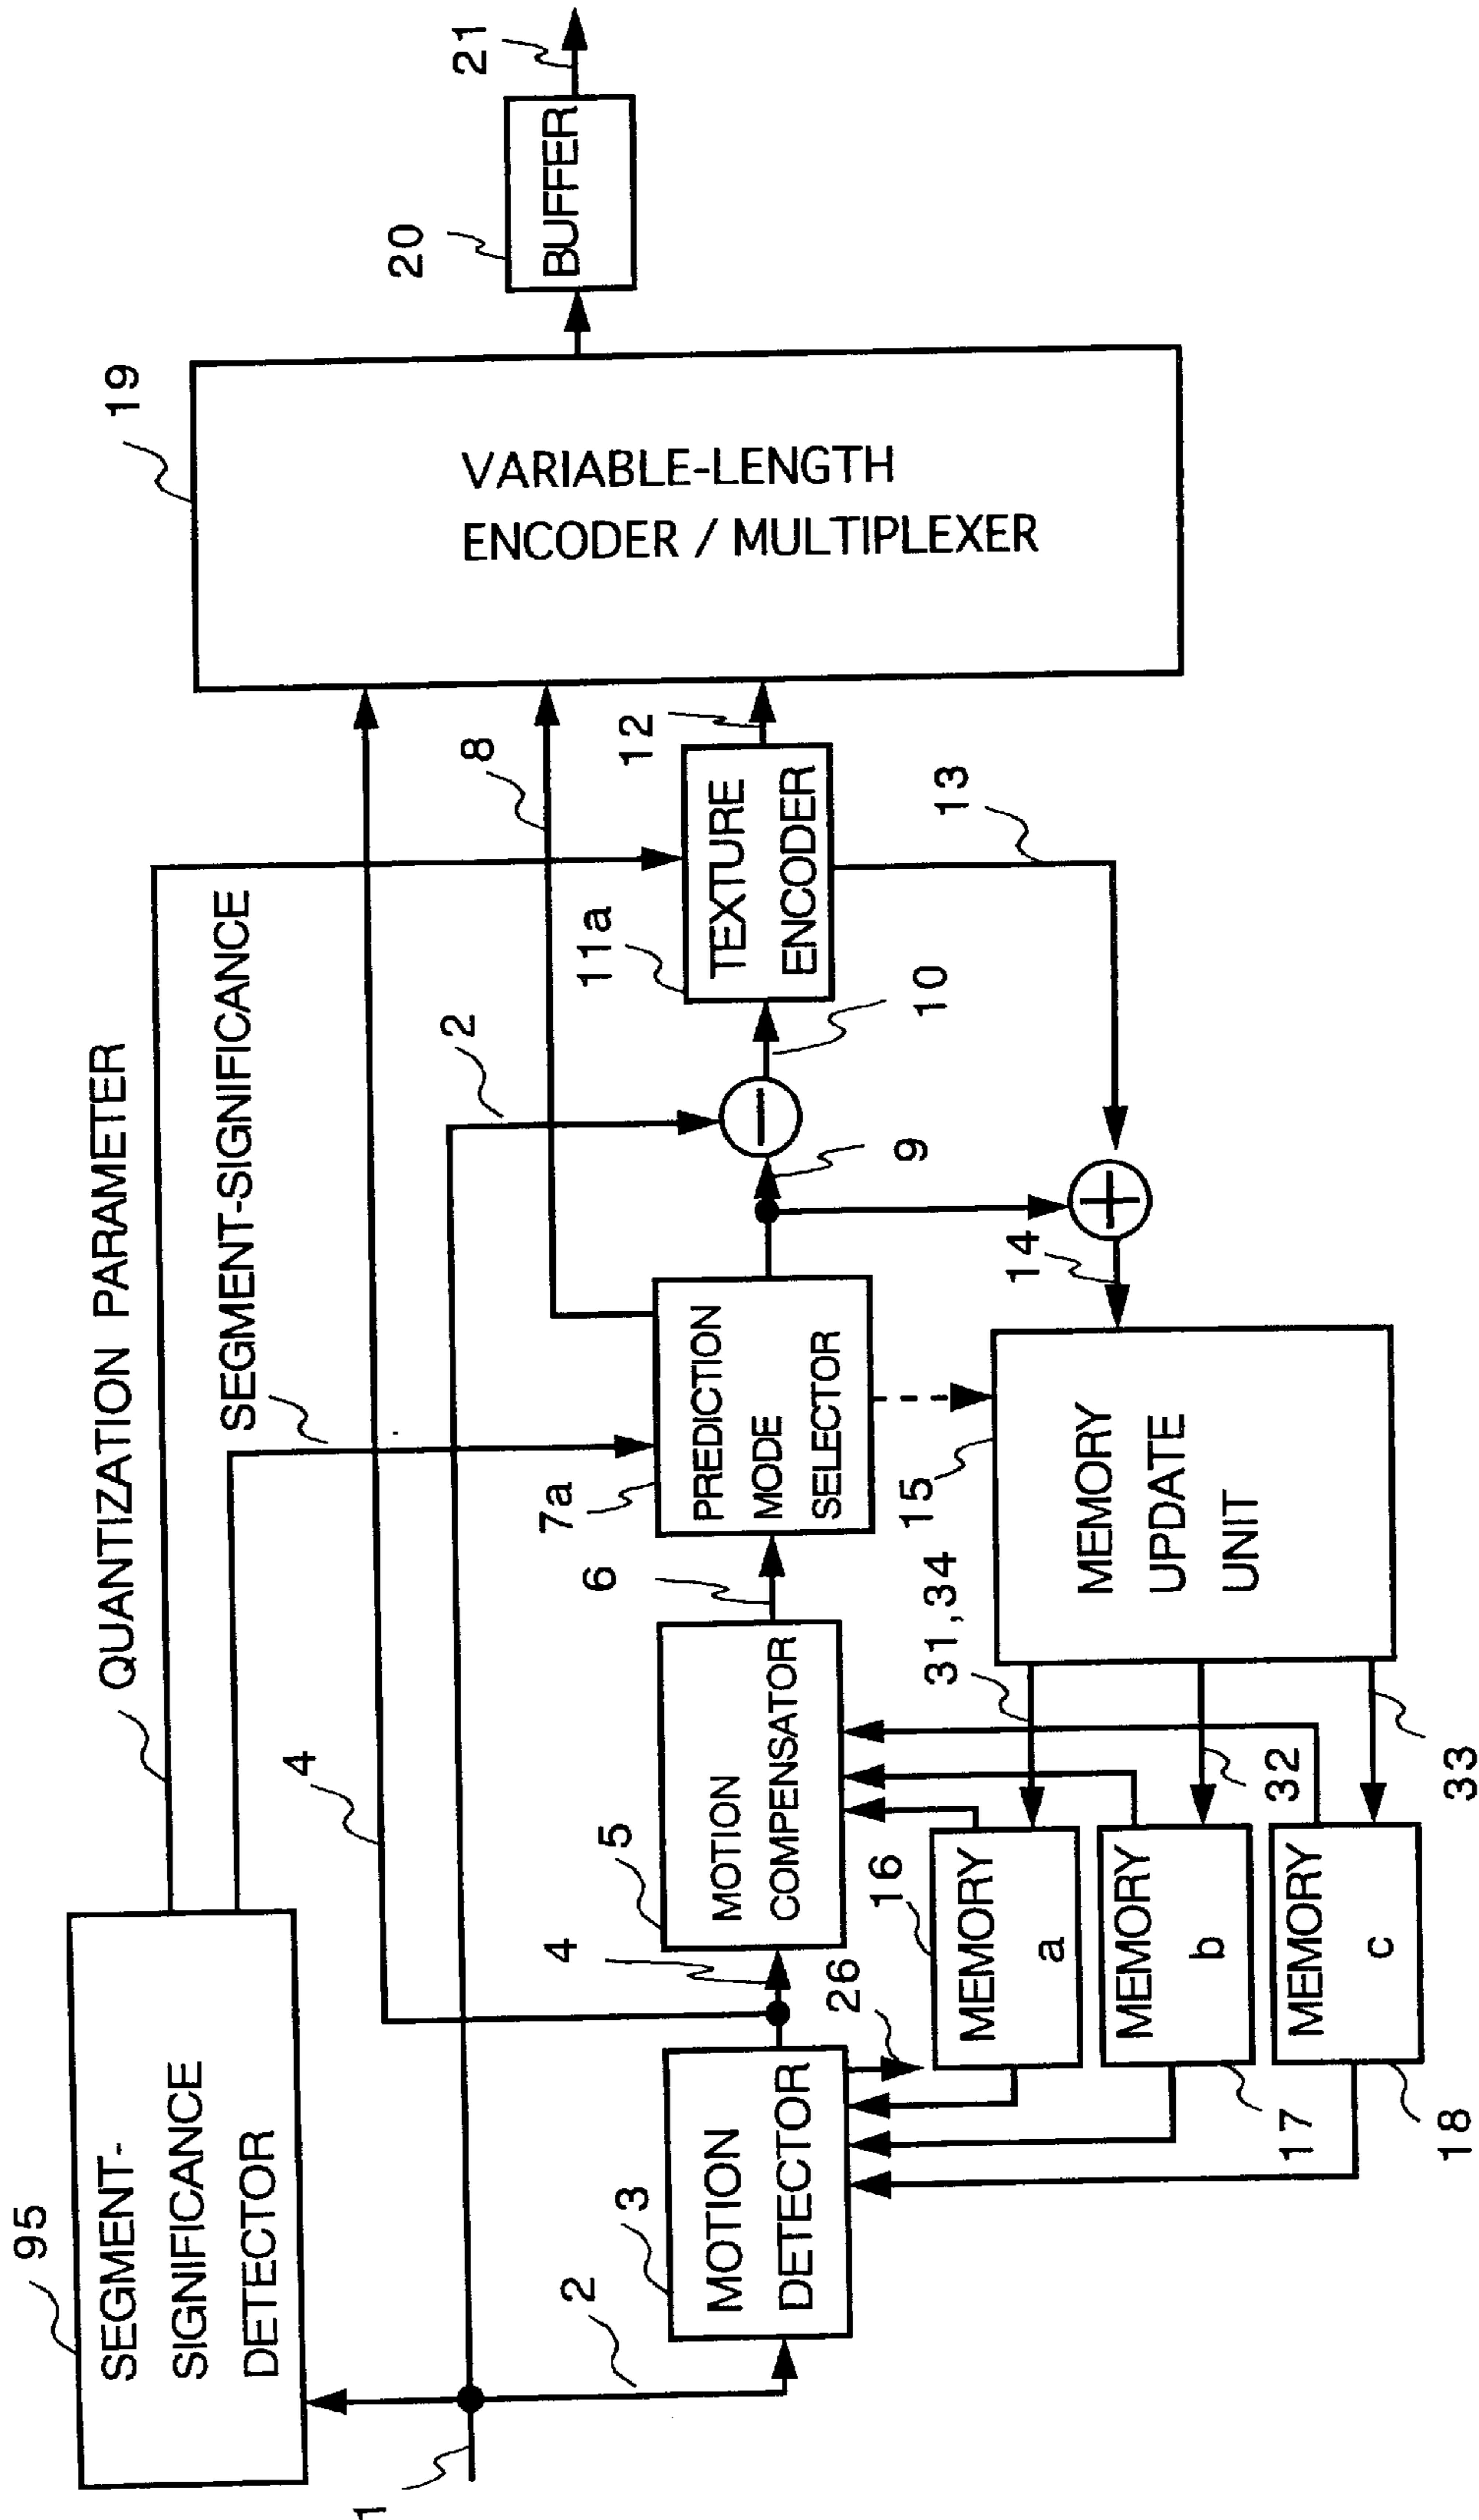 95
SEGMENT-
SIGNIFICANCE
DETECTOR
QUANTIZATION PARAMETER
SEGMENT-SIGNIFICANCE
19
VARIABLE-LENGTH
ENCODER / MULTIPLEXER
20
BUFFER
21
1
2
4
2
8
3
MOTION
DETECTOR
4
5
MOTION
COMPENSATOR
6
7a
PREDICTION
MODE
SELECTOR
9
10
11a
TEXTURE
ENCODER
12
13
14
26
16
MEMORY
a
31,34
15
MEMORY
UPDATE
UNIT
17
MEMORY
b
32
18
MEMORY
c
33